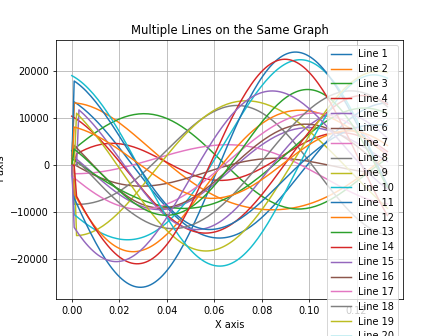 Multiple Lines on the Same Graph
20000
10000
0
−10000
−20000
0.00
0.02
0.04
0.06
0.08
0.10
X axis
Line 1
Line 2
Line 3
Line 4
Line 5
Line 6
Line 7
Line 8
Line 9
Line 10
Line 11
Line 12
Line 13
Line 14
Line 15
Line 16
Line 17
Line 18
Line 19
Line 20